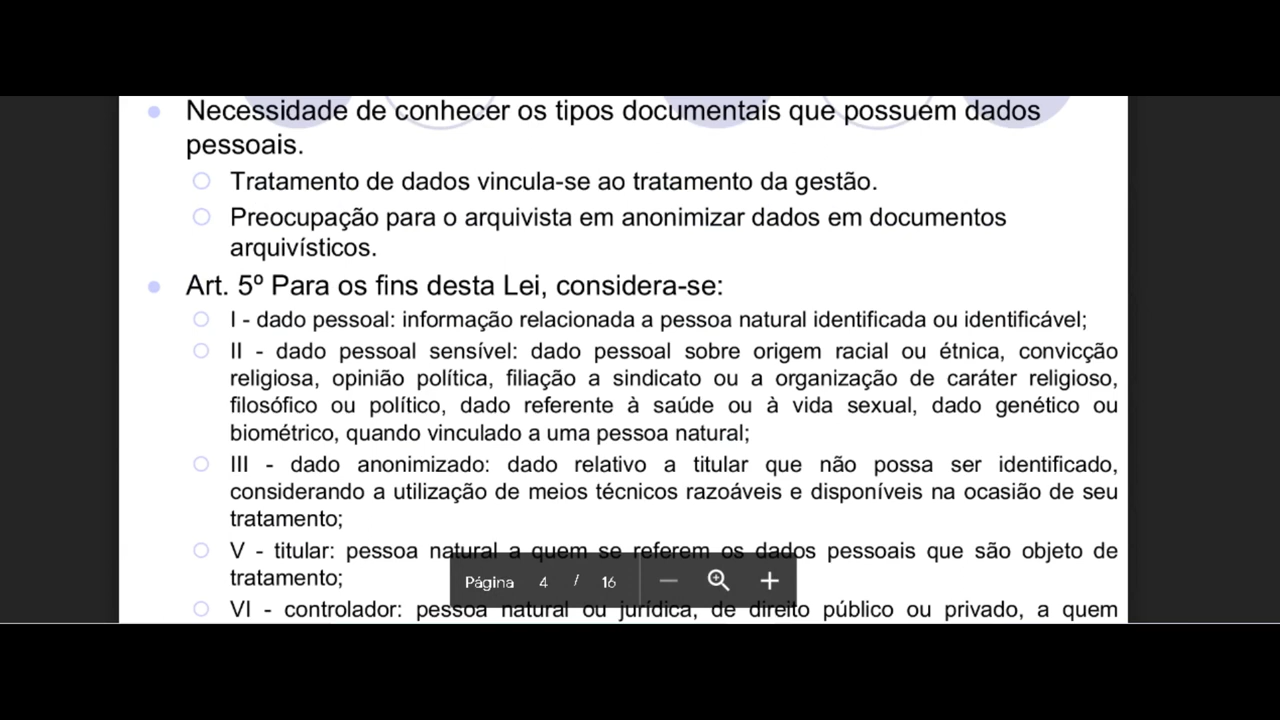 Necessidade de conhecer os tipos documentais que possuem dados
pessoais.
Tratamento de dados vincula-se ao tratamento da gestão.
Preocupação para o arquivista em anonimizar dados em documentos
arquivísticos.
Art. 5º Para os fins desta Lei, considera-se:
I - dado pessoal: informação relacionada a pessoa natural identificada ou identificável;
II - dado pessoal sensível: dado pessoal sobre origem racial ou étnica, convicção
religiosa, opinião política, filiação a sindicato ou a organização de caráter religioso,
filosófico ou político, dado referente à saúde ou à vida sexual, dado genético ou
biométrico, quando vinculado a uma pessoa natural;
III - dado anonimizado: dado relativo a titular que não possa ser identificado,
considerando a utilização de meios técnicos razoáveis e disponíveis na ocasião de seu
tratamento;
V - titular: pessoa natural a quem se referem os dados pessoais que são objeto de
tratamento;
Página 4 / 16
VI - controlador: pessoa natural ou jurídica, de direito público ou privado, a quem